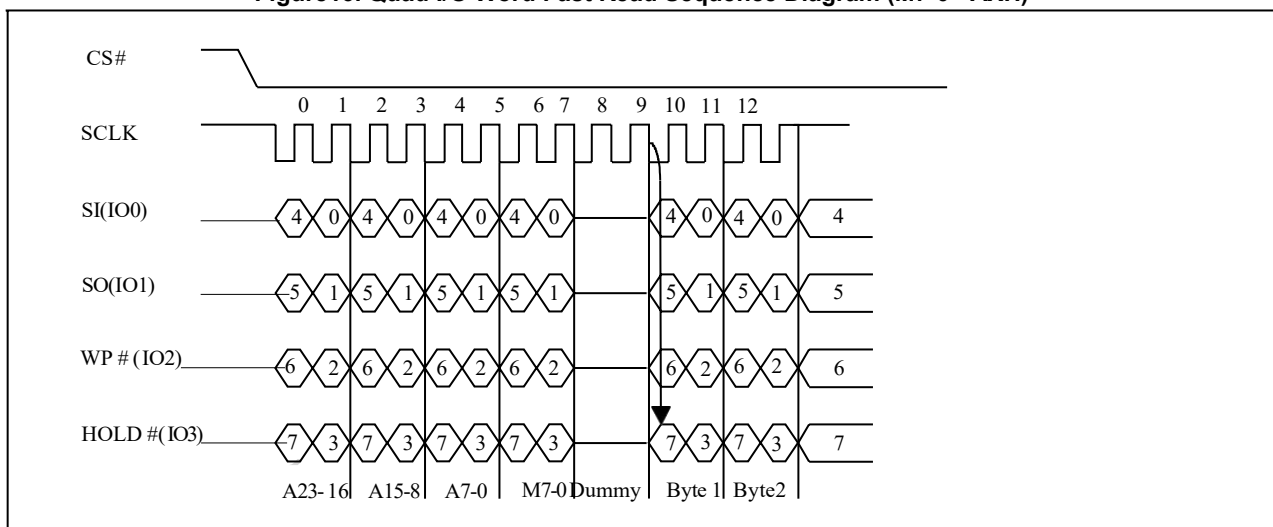 CS#
0 1 2 3 4 5 6 7 8 9 10 11 12
SCLK
SI(IO0) 4 0 4 0 4 0 4 0 4 0 4 0 4
SO(IO1) 5 1 5 1 5 1 5 1 5 1 5 1 5
WP # (IO2) 6 2 6 2 6 2 6 2 6 2 6 2 6
HOLD #(IO3) 7 3 7 3 7 3 7 3 7 3 7 3 7
A23-16 A15-8 A7-0 M7-0 Dummy Byte 1 Byte2